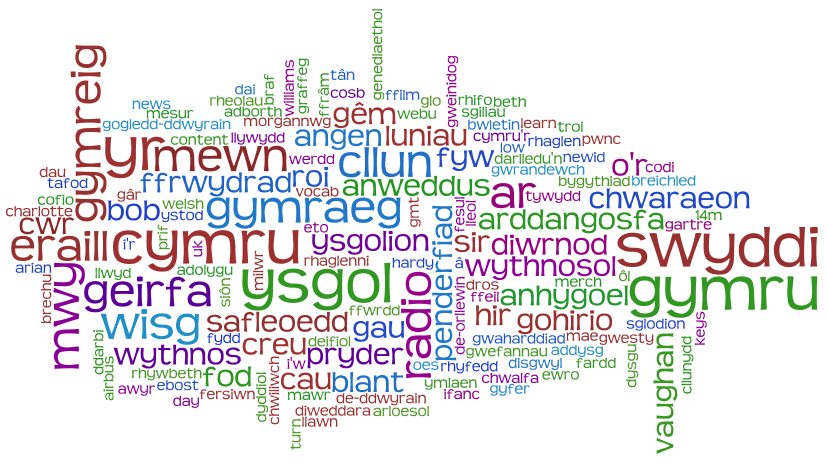 genedlaethol
tân
news
mesur
rheolau
dai
braf
adborth
williams
graffeg
ffrâm
cosb
ffilm
glo
gweinidog
rhifo
beth
sgiliau
gogledd-ddwyrain
morgannwg
gêm
webu
bwletin
learn
troi
gymreig
content
llywydd
angen
luniau
cymru'r
rhaglen
pwnc
yr
mewn
werdd
cllun
fyw
low
darlledu'n
newid
o'r
codi
dau
tafod
gâr
ffrwydrad
roi
anweddus
gwrandewch
bygythiad
breichled
cofio
charlotte
bob
ystod
welsh
vocab
gymraeg
gmt
ar
tywydd
chwaraeon
cwr
prif
eto
penderfiad
fesul
lleol
arddangosfa
14m
gartre
eraill
i'r
cymru
uk
ysgolion
sir
diwrnod
swyddi
arian
llwyd
adolygu
milwr
rhaglenni
hardy
â
wythnosol
brechu
mwy
geirfa
siôn
ysgol
radio
dros
merch
ôl
gymru
ffeil
anhygoel
wisg
safleoedd
ffwrdd
gau
de-orllewin
hir
gohirio
sglodion
keys
ddarbi
wythnos
fydd
creu
deifiol
pryder
gwaharddiad
mae
gwesty
airbus
rhywbeth
i'w
oes
rhyfedd
gwefannau
addysg
vaughan
cllunydd
awyr
ebost
fod
cau
blant
ymlaen
chwalfa
disgwyl
fardd
dysgu
day
fersiwn
dyddiol
chwiliwch
mawr
de-ddwyrain
ifanc
gyfer
ewro
turn
diweddara
llawn
arloesol